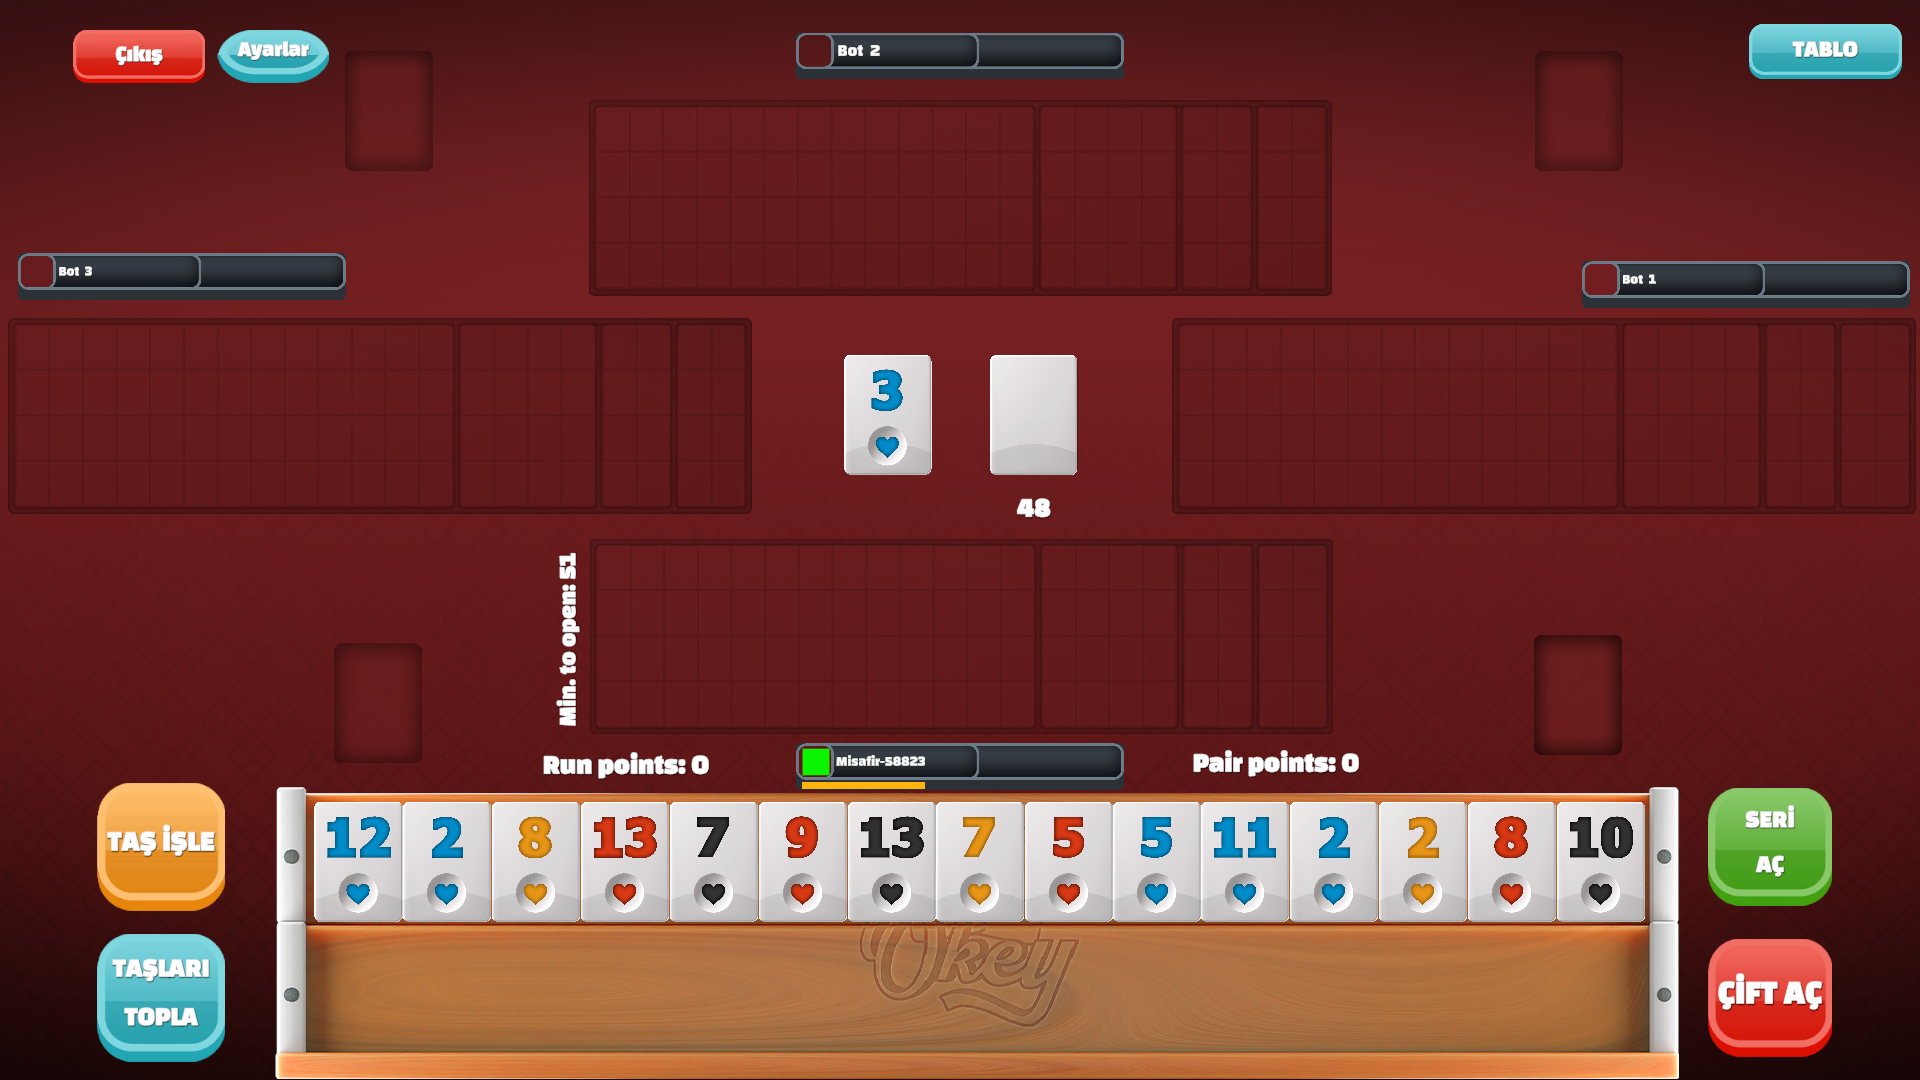 Çıkış
Ayarlar
Bot 2
TABLO
Bot 3
Bot 1
3
48
Min. to open: 51
Run points: 0
Misafir-58823
Pair points: 0
TAŞ İŞLE
12 2 8 13 7 9 13 7 5 5 11 2 2 8 10
SERİ
AÇ
Okey
TAŞLARI
TOPLA
ÇİFT AÇ